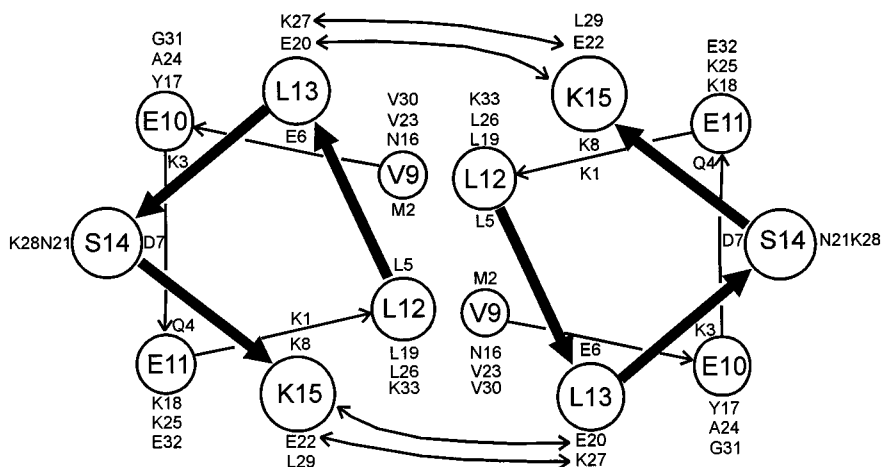 K27
E20
L13
E6
G31
A24
Y17
E10
K3
V30
V23
N16
V9
M2
K28N21
S14
D7
L5
L12
L19
L26
K33
K1
K8
K15
E22
L29
Q4
E11
K18
K25
E32
L29
E22
K15
K8
K1
E32
K25
K18
E11
Q4
K33
L26
L19
L12
L5
D7
S14
N21K28
M2
V9
N16
V23
V30
K3
E10
Y17
A24
G31
E6
L13
E20
K27